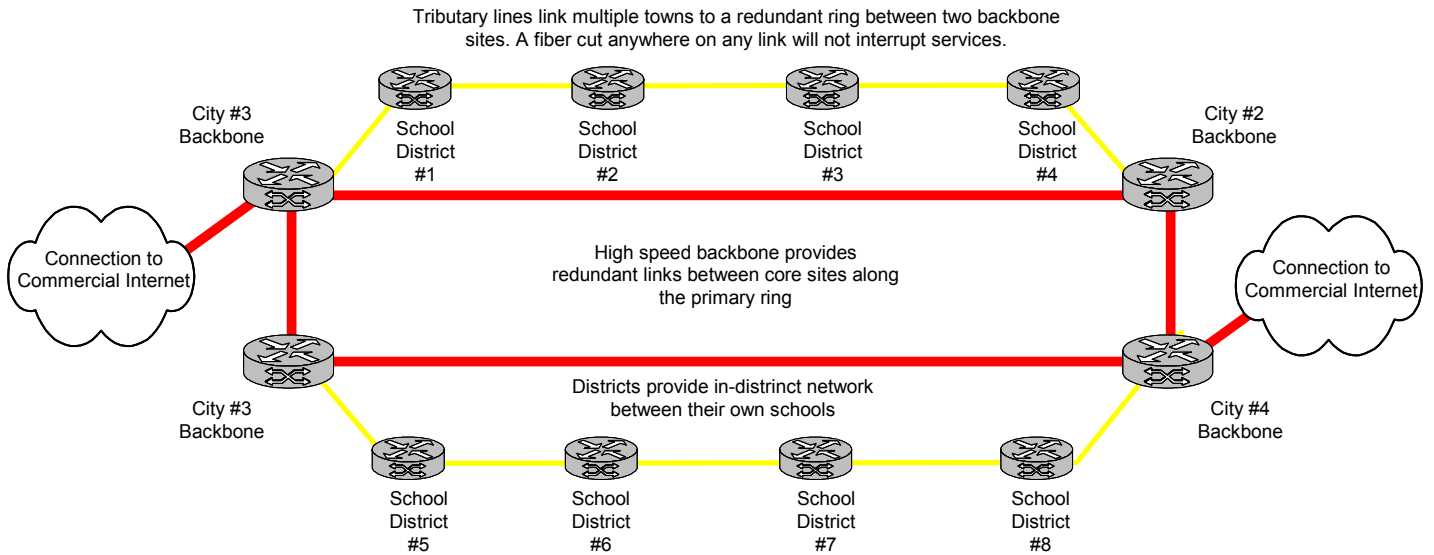 Tributary lines link multiple towns to a redundant ring between two backbone
sites. A fiber cut anywhere on any link will not interrupt services.
City #3
Backbone
School
District
#1
School
District
#2
School
District
#3
School
District
#4
City #2
Backbone
Connection to
Commercial Internet
High speed backbone provides
redundant links between core sites along
the primary ring
Connection to
Commercial Internet
Districts provide in-distrinct network
between their own schools
City #3
Backbone
City #4
Backbone
School
District
#5
School
District
#6
School
District
#7
School
District
#8